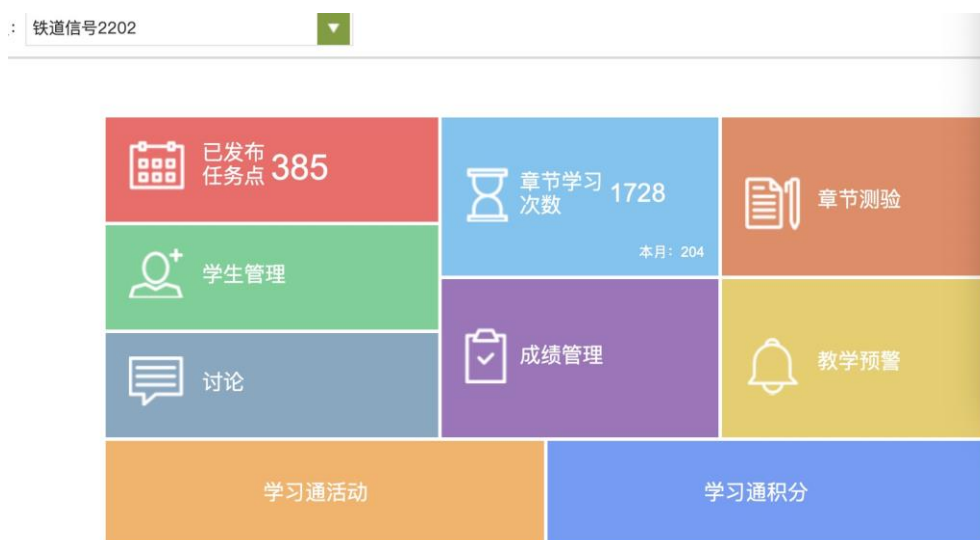 : 铁道信号2202
已发布
任务点 385
章节学习
次数 1728
本月: 204
章节测验
学生管理
讨论
成绩管理
教学预警
学习通活动
学习通积分